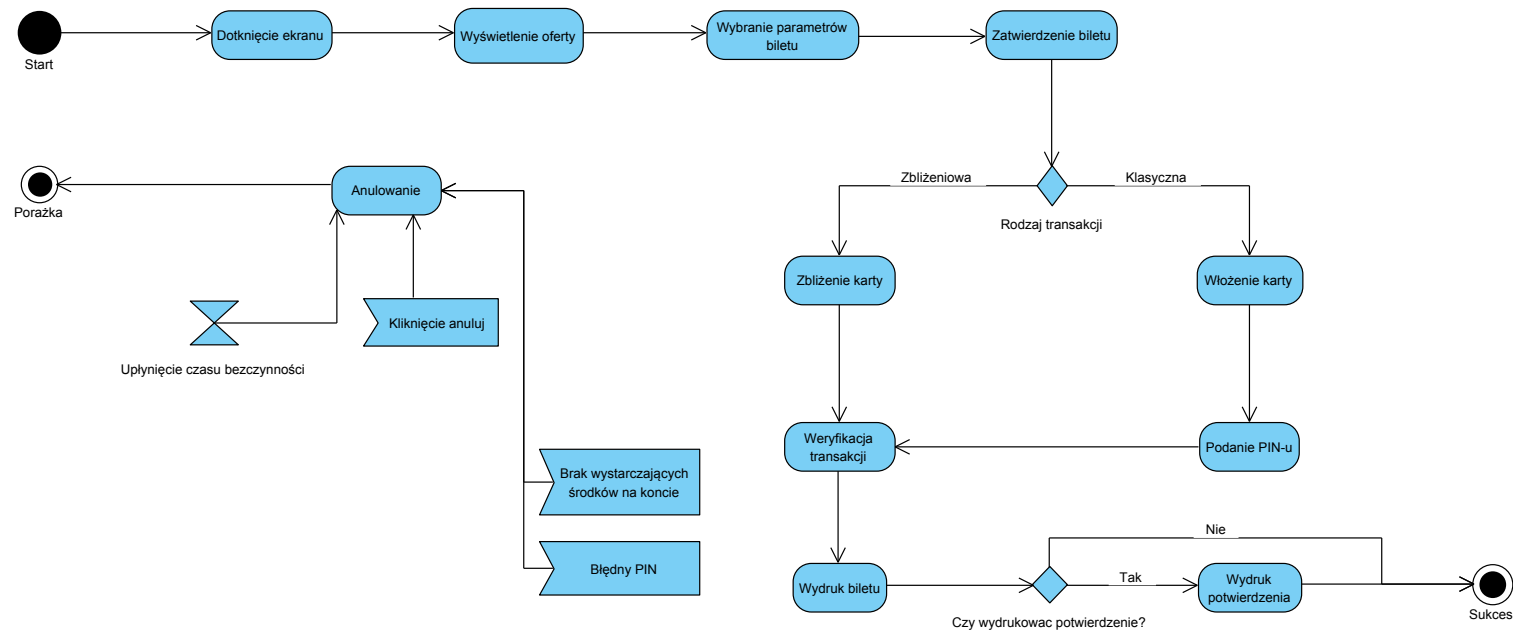 Start
Dotknięcie ekranu
Wyświetlenie oferty
Wybranie parametrów
biletu
Zatwierdzenie biletu
Porażka
Anulowanie
Zbliżeniowa
Klasyczna
Rodzaj transakcji
Zbliżenie karty
Włożenie karty
Kliknięcie anuluj
Upłynięcie czasu bezczynności
Weryfikacja
transakcji
Podanie PIN-u
Brak wystarczających
środków na koncie
Błędny PIN
Nie
Wydruk biletu
Tak
Wydruk
potwierdzenia
Czy wydrukowac potwierdzenie?
Sukces